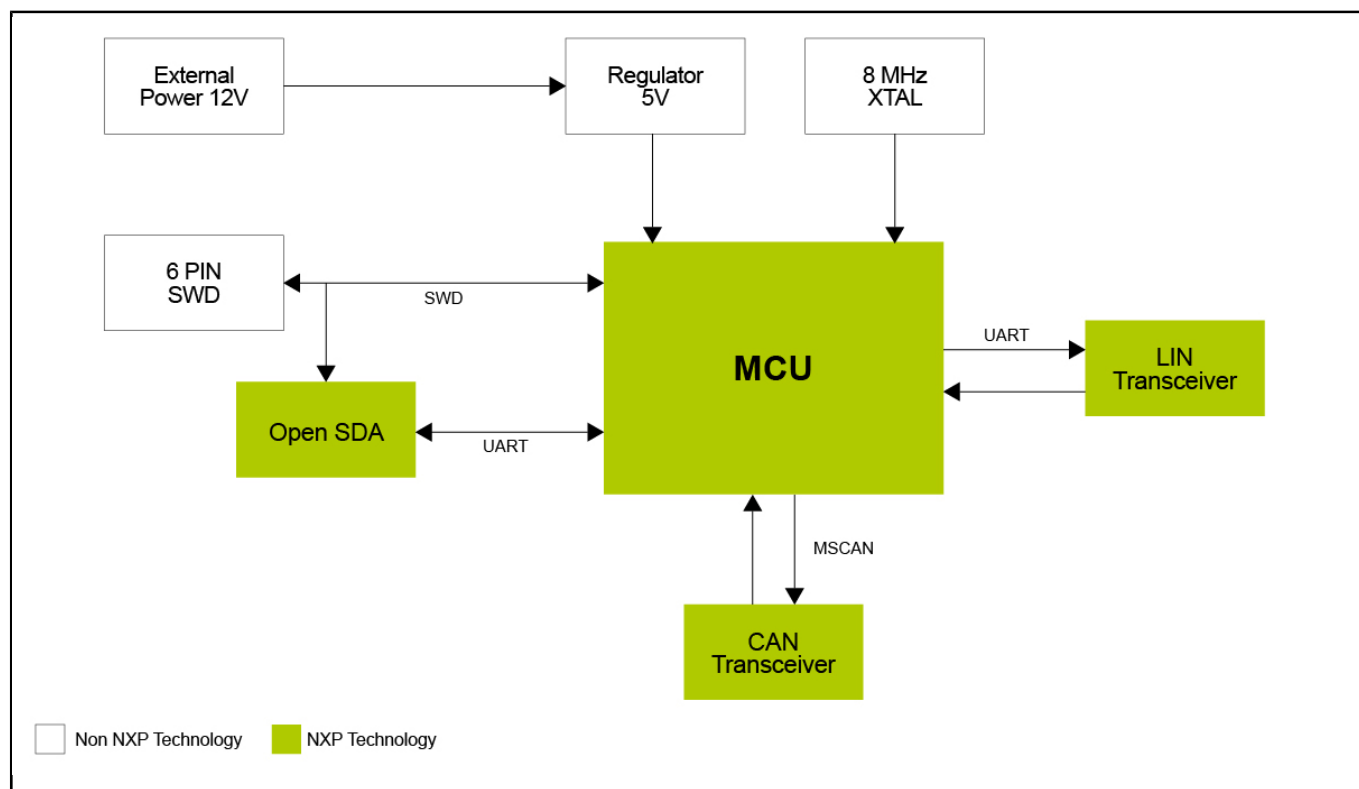 External
Power 12V
Regulator
5V
8 MHz
XTAL
6 PIN
SWD
SWD
MCU
UART
LIN
Transceiver
Open SDA
UART
MSCAN
CAN
Transceiver
Non NXP Technology
NXP Technology